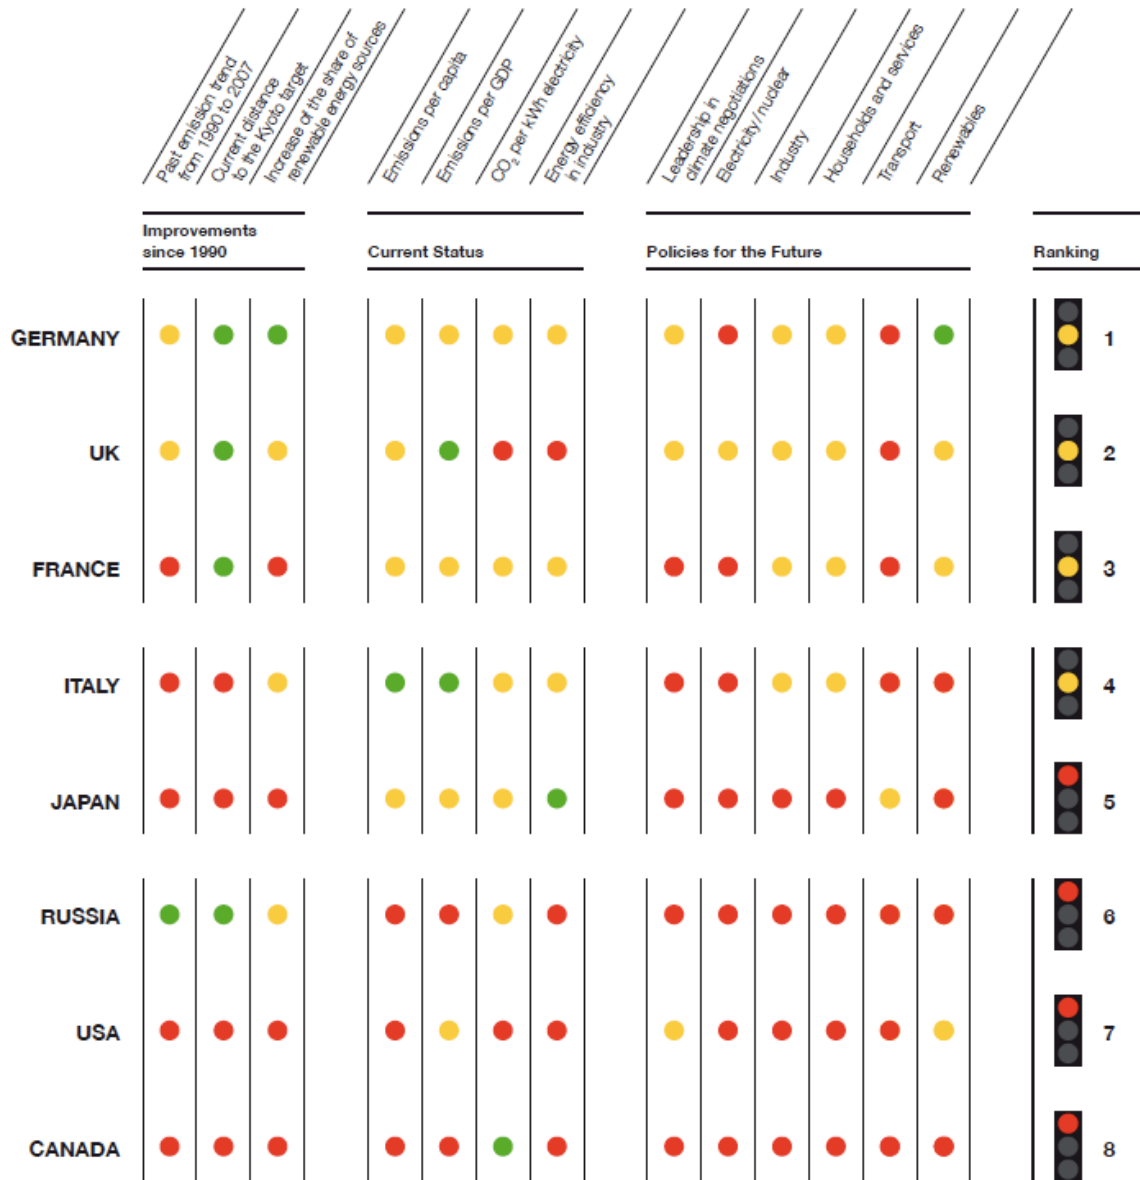 Past emission trend
from 1990 to 2007
Current distance
to the Kyoto target
Increase of the share of
renewable energy sources
Emissions per capita
Emissions per GDP
CO₂ per kWh electricity
Energy efficiency
in industry
Leadership in
climate negotiations
Electricity/nuclear
Industry
Households and services
Transport
Renewables
Improvements
since 1990
Current Status
Policies for the Future
Ranking
GERMANY 1
UK 2
FRANCE 3
ITALY 4
JAPAN 5
RUSSIA 6
USA 7
CANADA 8